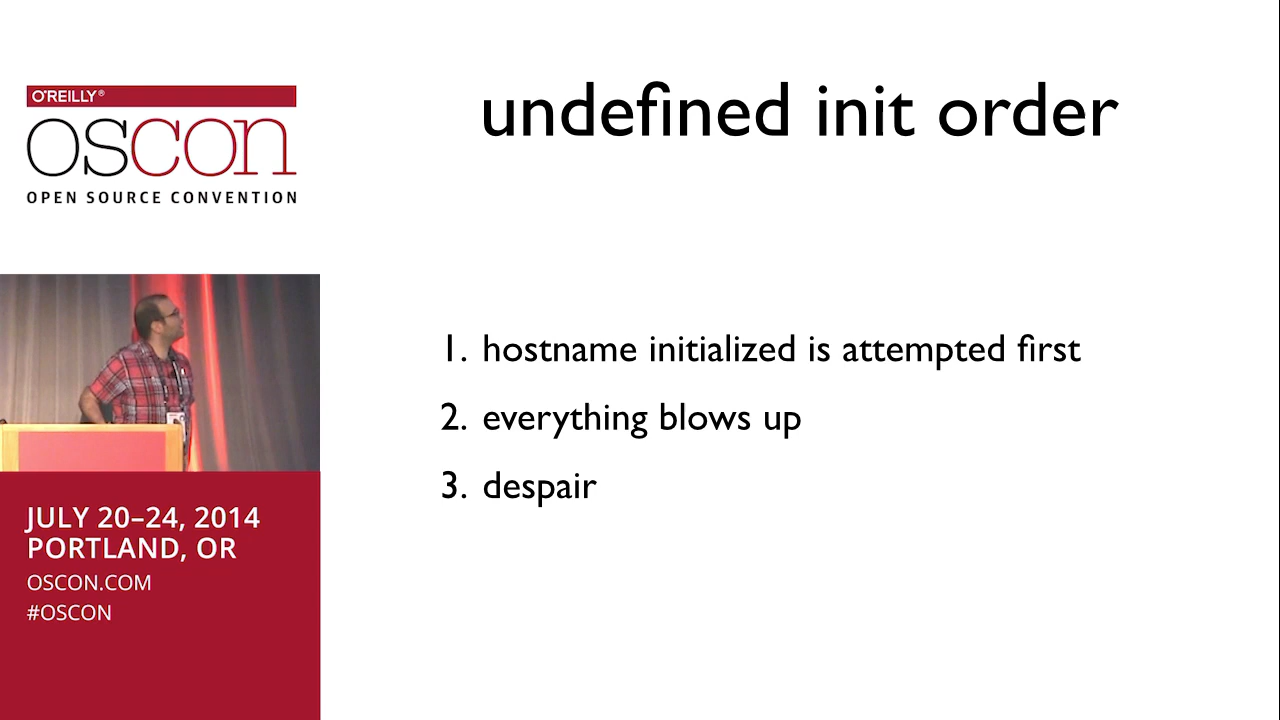 O'REILLY®
OSCON
OPEN SOURCE CONVENTION
undefined init order
1. hostname initialized is attempted first
2. everything blows up
3. despair
JULY 20–24, 2014
PORTLAND, OR
OSCON.COM
#OSCON